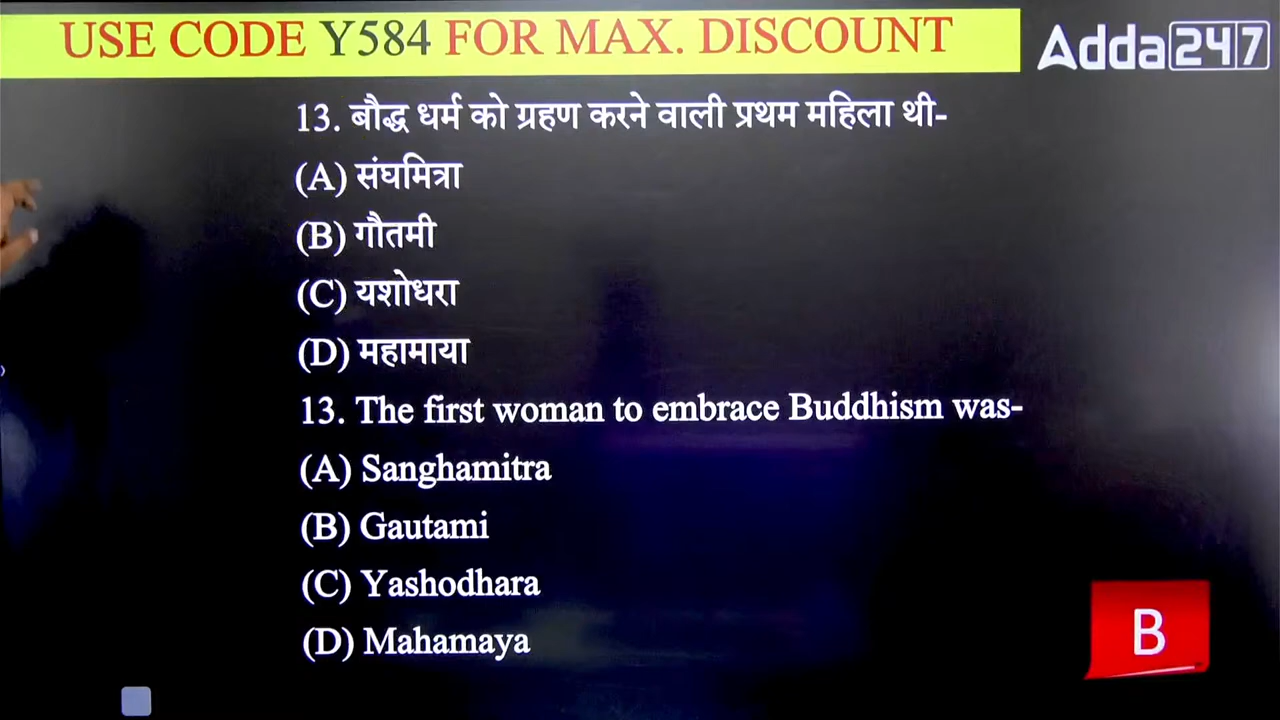 USE CODE Y584 FOR MAX. DISCOUNT
Adda247
13. बौद्ध धर्म को ग्रहण करने वाली प्रथम महिला थी-
(A) संघमित्रा
(B) गौतमी
(C) यशोधरा
(D) महामाया
13. The first woman to embrace Buddhism was-
(A) Sanghamitra
(B) Gautami
(C) Yashodhara
(D) Mahamaya
B